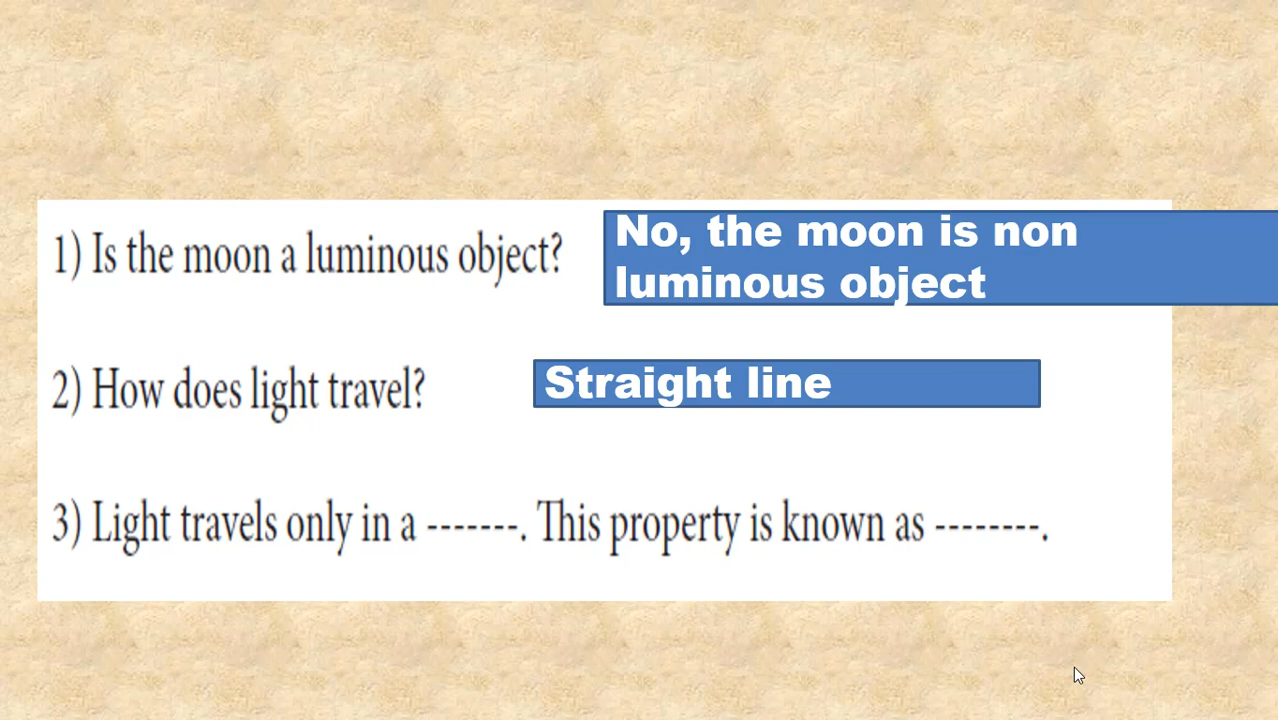 1) Is the moon a luminous object?
No, the moon is non
luminous object
2) How does light travel?
Straight line
3) Light travels only in a -------. This property is known as --------.